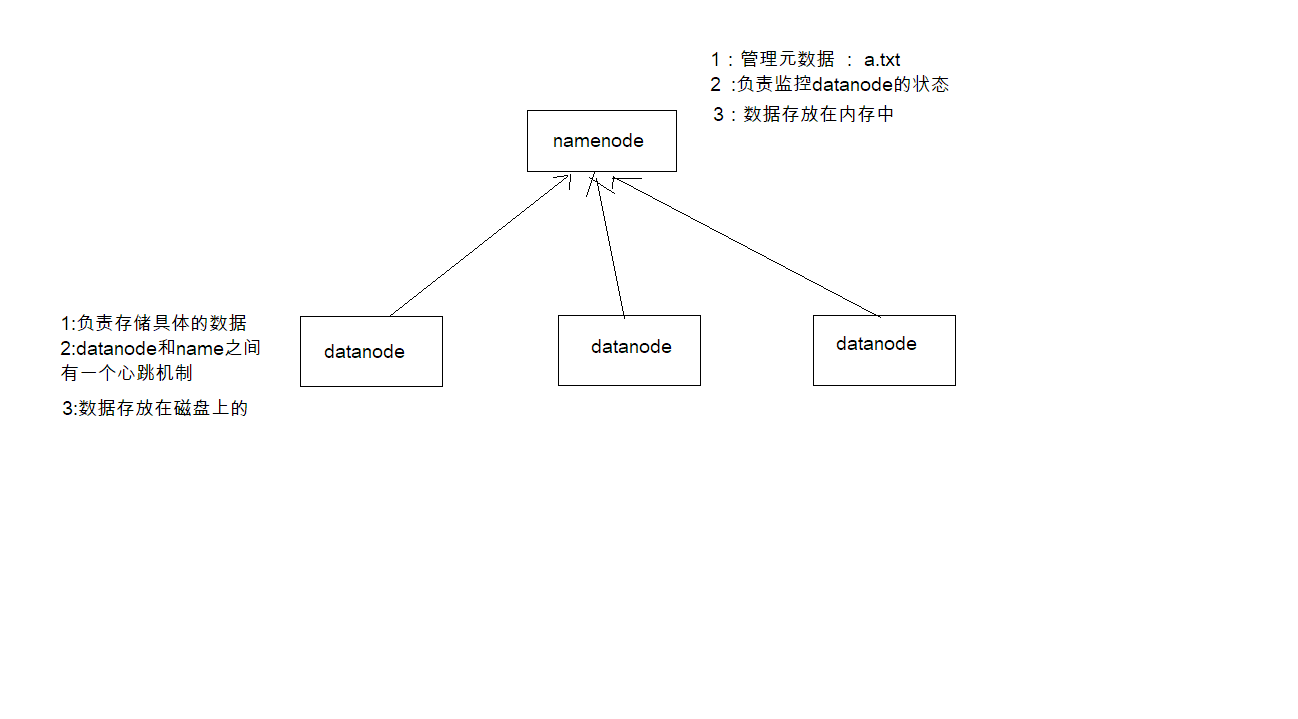 1：管理元数据 ： a.txt
2 :负责监控datanode的状态
3：数据存放在内存中
namenode
1:负责存储具体的数据
2:datanode和name之间
有一个心跳机制
3:数据存放在磁盘上的
datanode
datanode
datanode